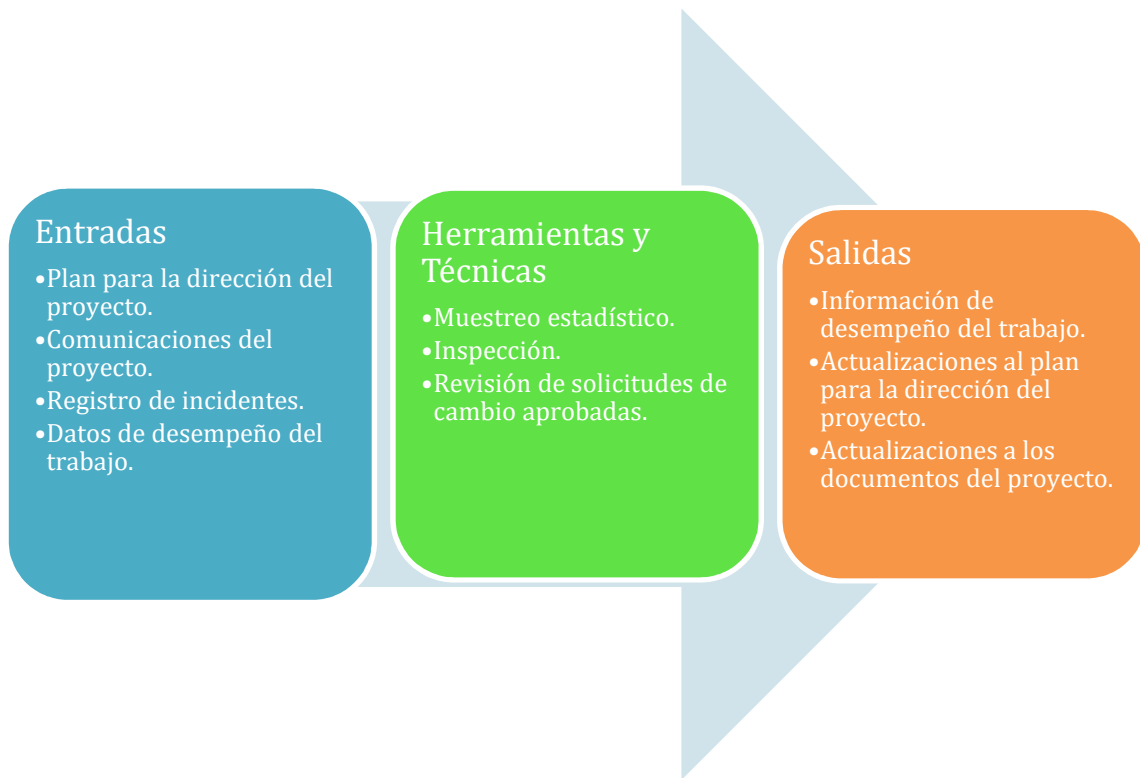 Entradas
•Plan para la dirección del
proyecto.
•Comunicaciones del
proyecto.
•Registro de incidentes.
•Datos de desempeño del
trabajo.
Herramientas y
Técnicas
•Muestreo estadístico.
•Inspección.
•Revisión de solicitudes de
cambio aprobadas.
Salidas
•Información de
desempeño del trabajo.
•Actualizaciones al plan
para la dirección del
proyecto.
•Actualizaciones a los
documentos del proyecto.